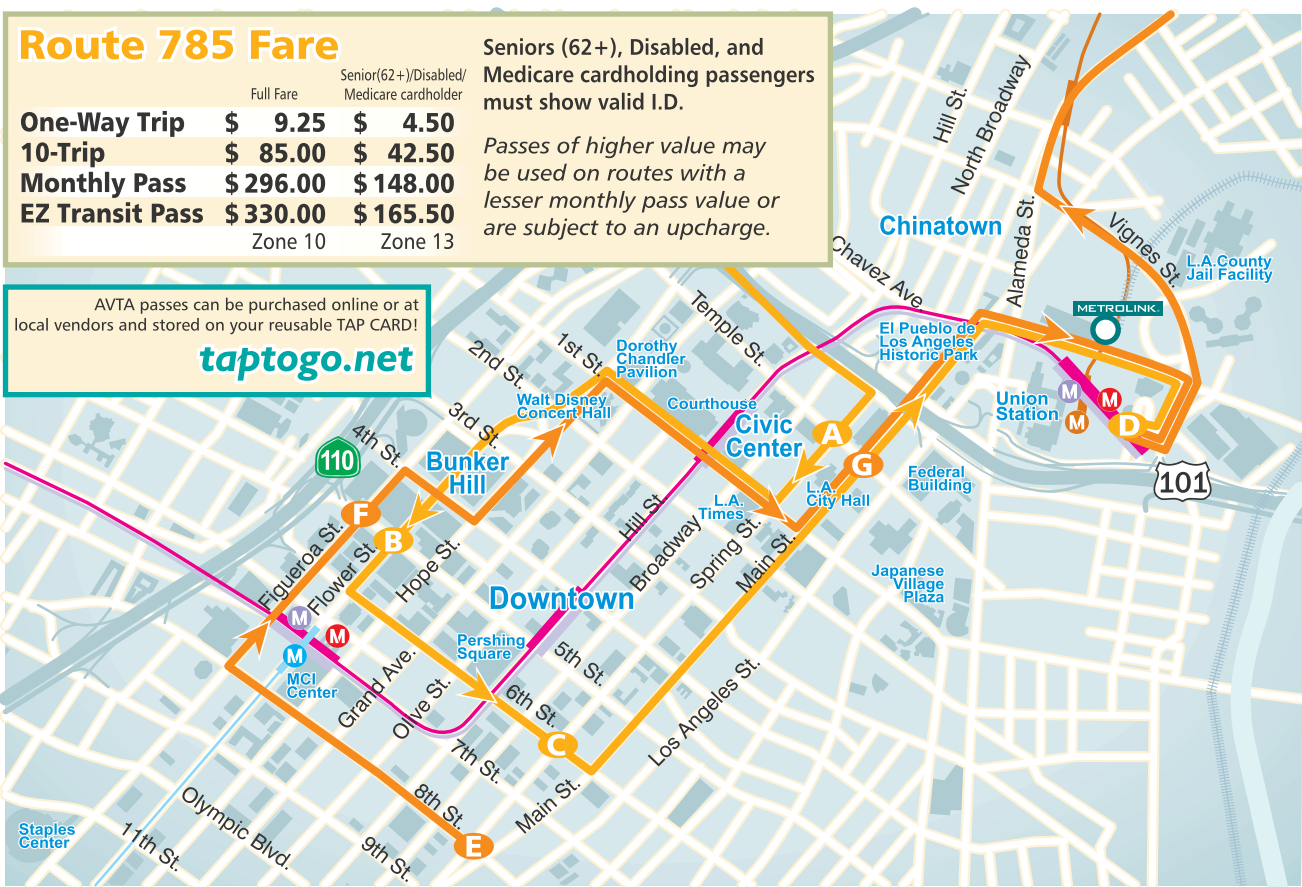 Route 785 Fare
Full Fare
Senior(62+)/Disabled/
Medicare cardholder
One-Way Trip $ 9.25 $ 4.50
10-Trip $ 85.00 $ 42.50
Monthly Pass $ 296.00 $ 148.00
EZ Transit Pass $ 330.00 $ 165.50
Zone 10 Zone 13
Seniors (62+), Disabled, and
Medicare cardholding passengers
must show valid I.D.
Passes of higher value may
be used on routes with a
lesser monthly pass value or
are subject to an upcharge.
AVTA passes can be purchased online or at
local vendors and stored on your reusable TAP CARD!
taptogo.net
Hill St.
North Broadway
Chinatown
Alameda St.
Vignes St.
L.A.County
Jail Facility
Chavez Ave.
METROLINK.
El Pueblo de
Los Angeles
Historic Park
Temple St.
1st St.
2nd St.
3rd St.
4th St.
Dorothy
Chandler
Pavilion
Walt Disney
Concert Hall
Courthouse
Civic
Center
A
G
Union
Station
M
M
M
D
101
110
Bunker
Hill
F
B
L.A.
Times
L.A.
City Hall
Federal
Building
Figueroa St.
Flower St
Hope St.
Hill St.
Broadway
Spring St.
Main St.
Japanese
Village
Plaza
Downtown
M
M
M
MCI
Center
Pershing
Square
5th St.
6th St.
Grand Ave.
Olive St.
7th St.
C
Los Angeles St.
Main St.
8th St.
E
9th St.
Olympic Blvd.
11th St.
Staples
Center